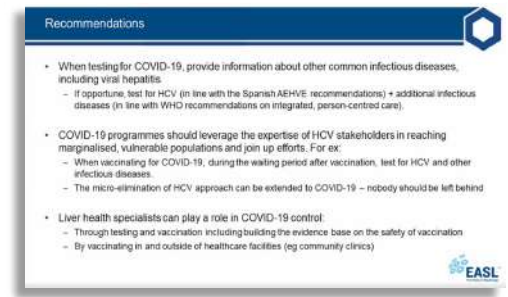 Recommendations
• When testing for COVID-19, provide information about other common infectious diseases,
including viral hepatitis
– If opportune, test for HCV (in line with the Spanish AEHVE recommendations) + additional infectious
diseases (in line with WHO recommendations on integrated, person-centred care).
• COVID-19 programmes should leverage the expertise of HCV stakeholders in reaching
marginalised, vulnerable populations and join up efforts. For ex:
– When vaccinating for COVID-19, during the waiting period after vaccination, test for HCV and other
infectious diseases.
– The micro-elimination of HCV approach can be extended to COVID-19 – nobody should be left behind
• Liver health specialists can play a role in COVID-19 control:
– Through testing and vaccination including building the evidence base on the safety of vaccination
– By vaccinating in and outside of healthcare facilities (eg community clinics)
EASL